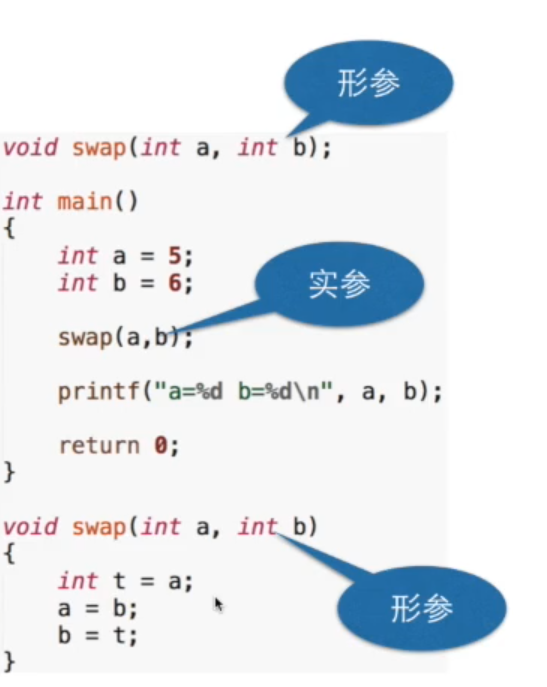 形参
void swap(int a, int b);
int main()
{
int a = 5;
int b = 6;
实参
swap(a,b);
printf("a=%d b=%d\n", a, b);
return 0;
}
void swap(int a, int b)
{
int t = a;
a = b;
形参
b = t;
}